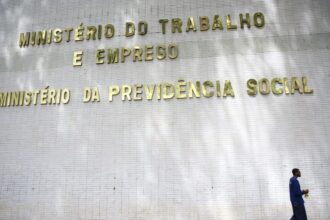 MINISTÉRIO DO TRABALHO
E EMPREGO
MINISTÉRIO DA PREVIDÊNCIA SOCIAL